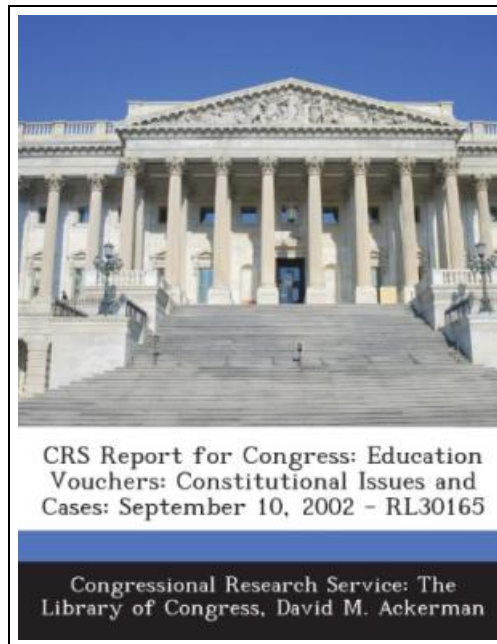 CRS Report for Congress: Education
Vouchers: Constitutional Issues and
Cases: September 10, 2002 - RL30165
Congressional Research Service: The
Library of Congress, David M. Ackerman